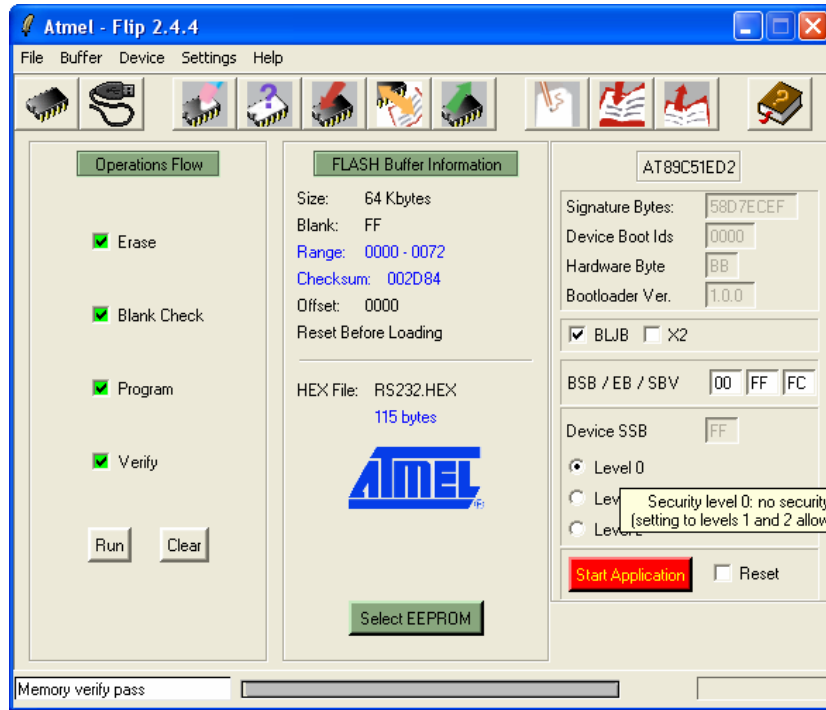 Atmel - Flip 2.4.4
File Buffer Device Settings Help
Operations Flow
Erase
Blank Check
Program
Verify
Run Clear
FLASH Buffer Information
Size: 64 Kbytes
Blank: FF
Range: 0000 - 0072
Checksum: 002D84
Offset: 0000
Reset Before Loading
HEX File: RS232.HEX
115 bytes
ATMEL
®
Select EEPROM
AT89C51ED2
Signature Bytes: 58D7ECEF
Device Boot Ids 0000
Hardware Byte BB
Bootloader Ver. 1.0.0
BLJB X2
BSB / EB / SBV 00 FF FC
Device SSB FF
Level 0
Security level 0: no security
(setting to levels 1 and 2 allow
Start Application Reset
Memory verify pass